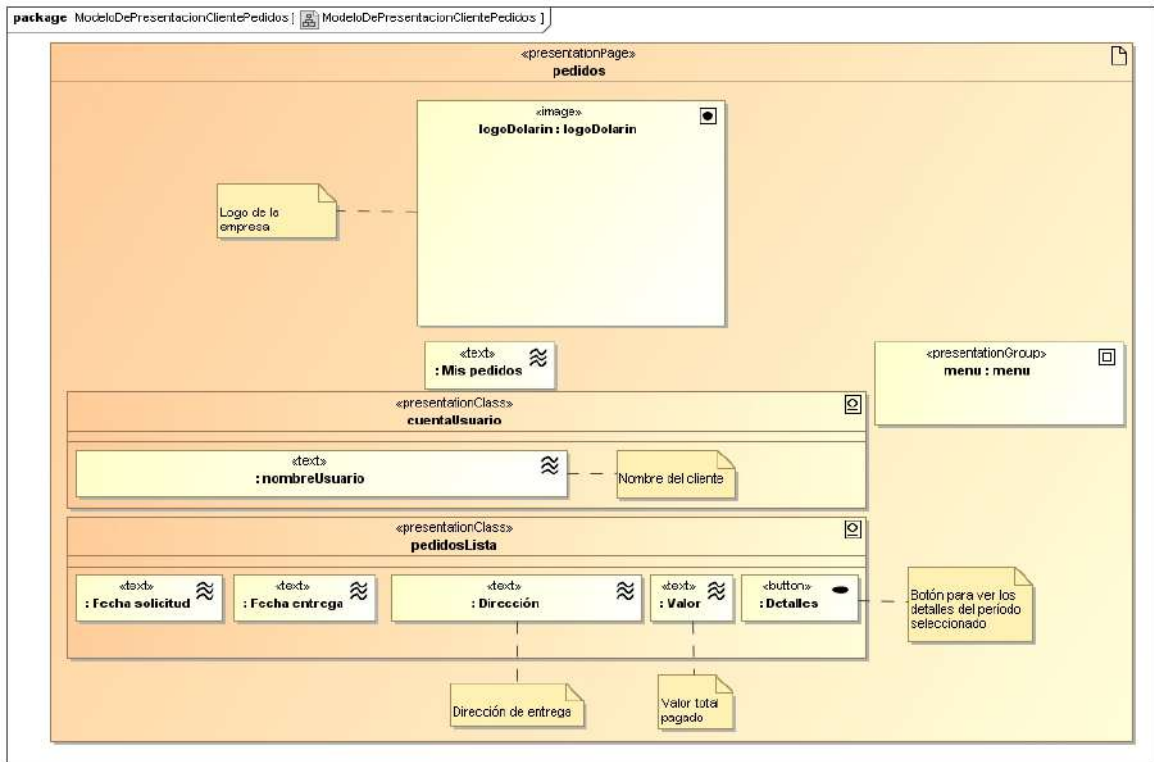 package ModeloDePresentacionClientePedidos [ ModeloDePresentacionClientePedidos ]
«presentationPage»
pedidos
«image»
logoDolarin : logoDolarin
Logo de la
empresa
«text»
: Mis pedidos
«presentationGroup»
menu : menu
«presentationClass»
cuentaUsuario
«text»
: nombreUsuario
Nombre del cliente
«presentationClass»
pedidosLista
«text»
: Fecha solicitud
«text»
: Fecha entrega
«text»
: Dirección
«text»
: Valor
«button»
: Detalles
Botón para ver los
detalles del período
seleccionado
Dirección de entrega
Valor total
pagado